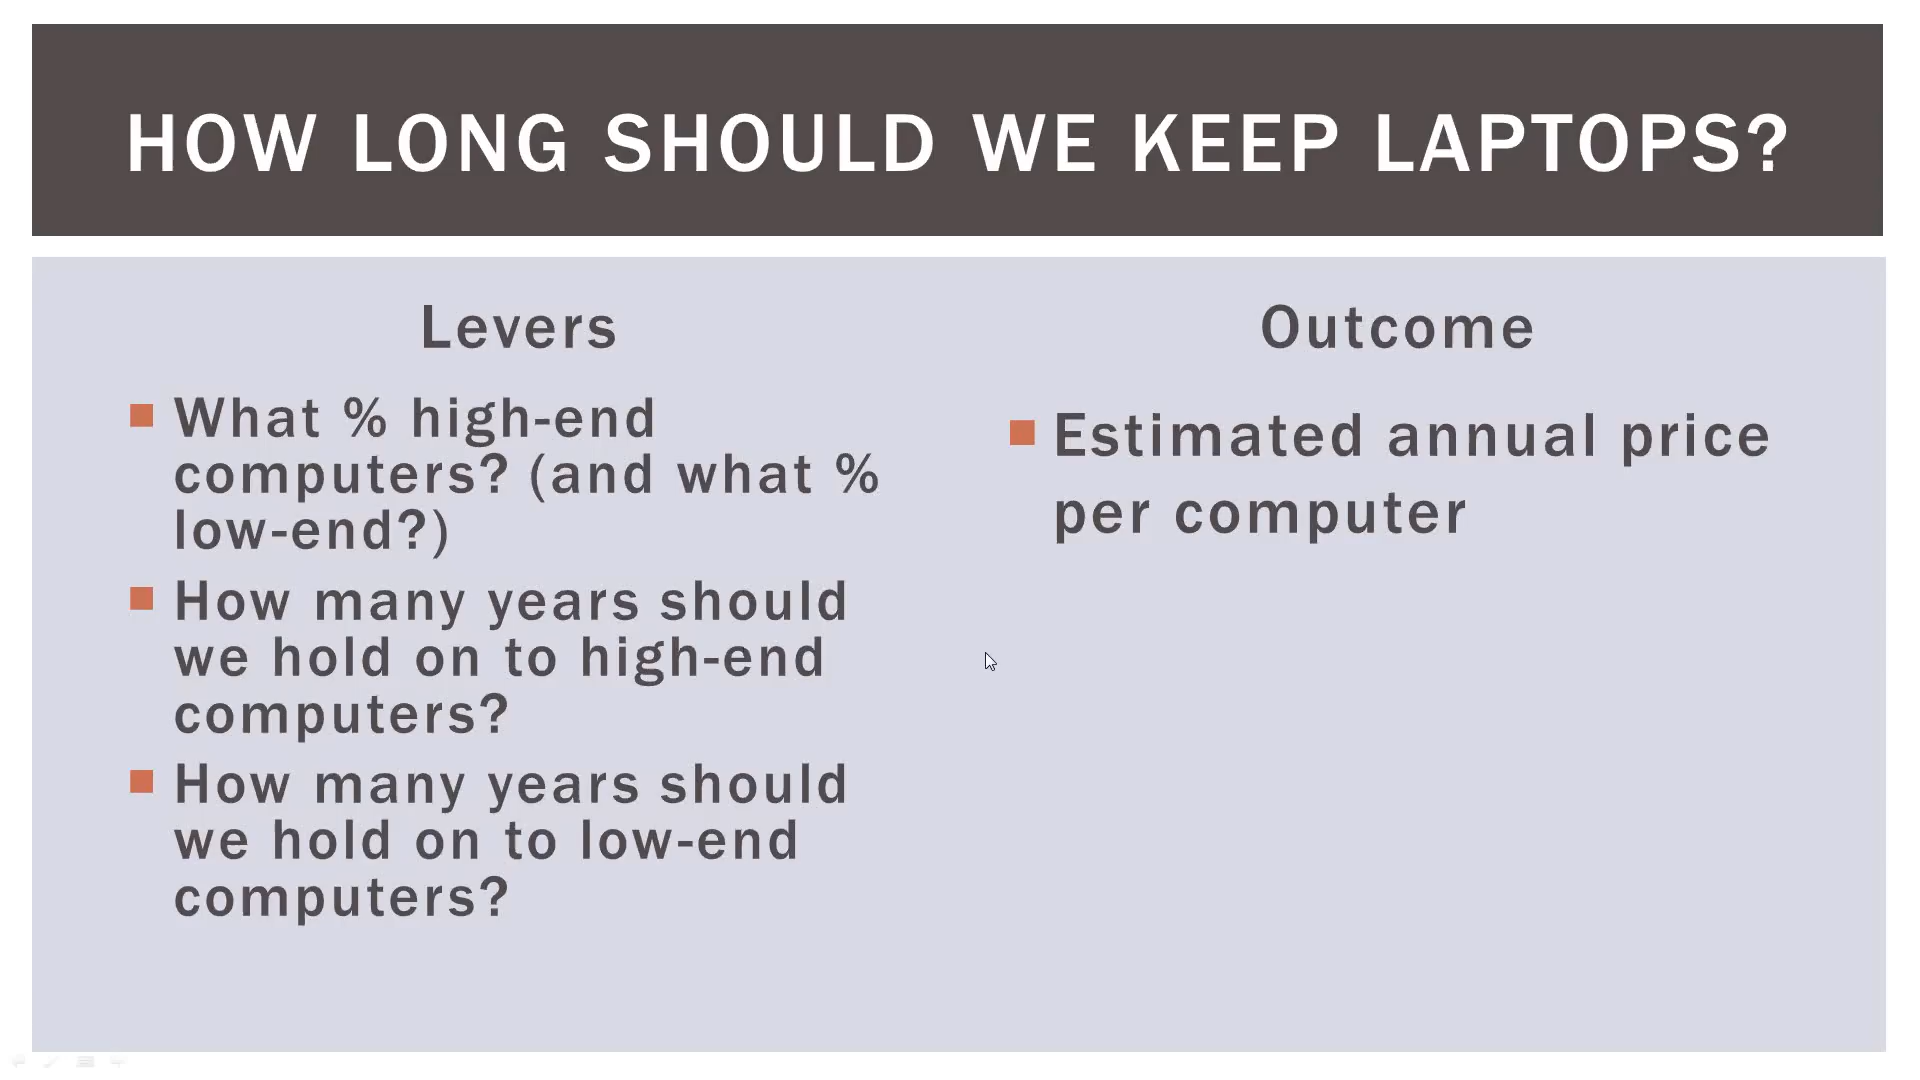 HOW LONG SHOULD WE KEEP LAPTOPS?
Levers
What % high-end
computers? (and what %
low-end?)
How many years should
we hold on to high-end
computers?
How many years should
we hold on to low-end
computers?
Outcome
Estimated annual price
per computer